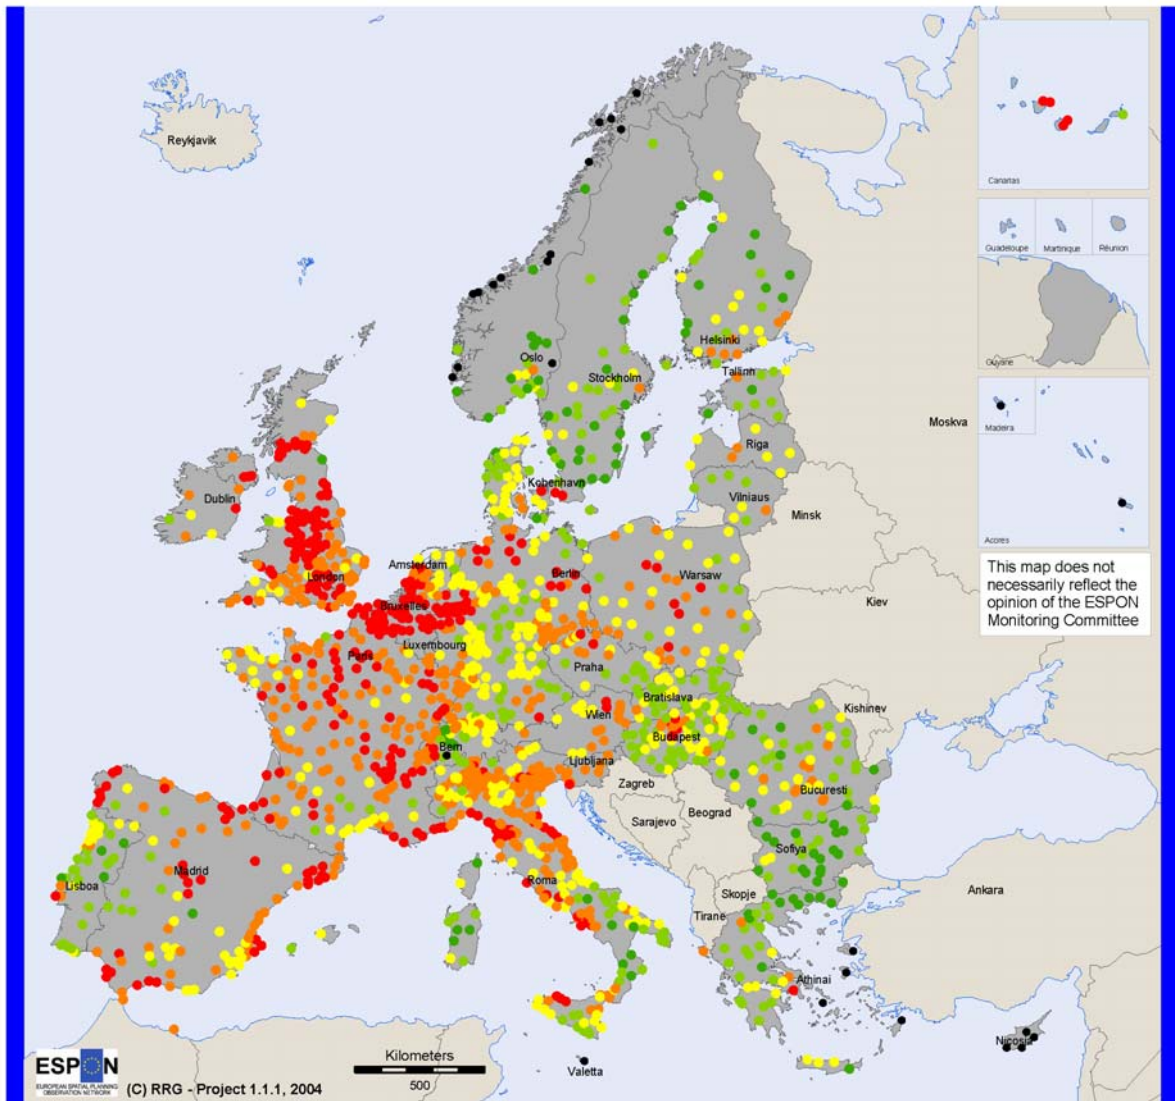 Reykjavik
Canarias
Guadeloupe
Martinique
Réunion
Guyane
Madeira
Acores
This map does not
necessarily reflect the
opinion of the ESPON
Monitoring Committee
Oslo
Helsinki
Stockholm
Tallinn
Moskva
Riga
Dublin
Kobenhavn
Vilniaus
Minsk
London
Amsterdam
Berlin
Warsaw
Bruxelles
Kiev
Luxembourg
Paris
Praha
Bratislava
Kishinev
Wien
Budapest
Bern
Ljubljana
Zagreb
Bucuresti
Beograd
Sarajevo
Sofiya
Madrid
Lisboa
Roma
Skopje
Tirane
Ankara
Athinai
Nicosia
Valetta
ESPON
EUROPEAN SPATIAL PLANNING
OBSERVATION NETWORK
(C) RRG - Project 1.1.1, 2004
Kilometers
500